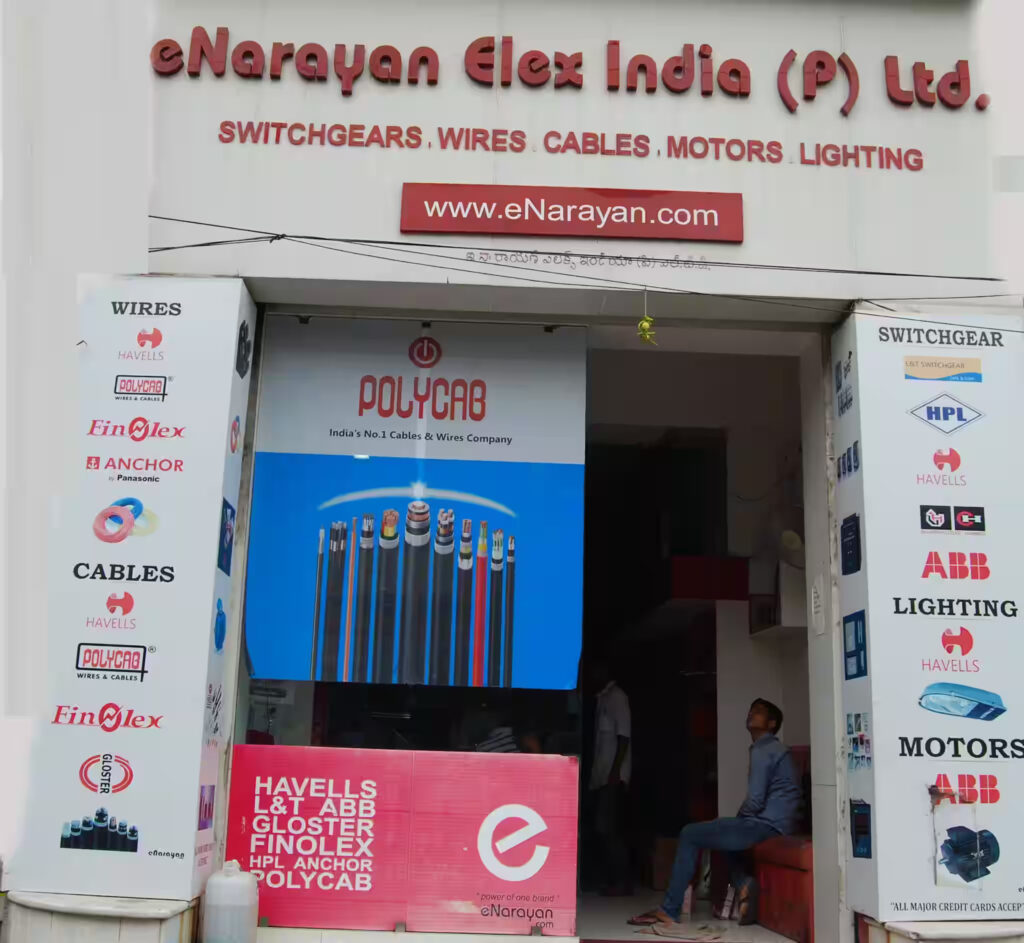 eNarayan Elex India (P) Ltd.
SWITCHGEARS . WIRES . CABLES . MOTORS . LIGHTING
www.eNarayan.com
WIRES
HAVELLS
POLYCAB®
WIRES & CABLES
FINOLEX
ANCHOR
by Panasonic
CABLES
HAVELLS
POLYCAB®
WIRES & CABLES
FINOLEX
GLOSTER
eNarayan
POLYCAB
India's No.1 Cables & Wires Company
HAVELLS
L&T ABB
GLOSTER
FINOLEX
HPL ANCHOR
POLYCAB
e
"power of one brand"
eNarayan
.com
SWITCHGEAR
L&T SWITCHGEAR
HPL
HAVELLS
ABB
LIGHTING
HAVELLS
MOTORS
ABB
"ALL MAJOR CREDIT CARDS ACCEPT